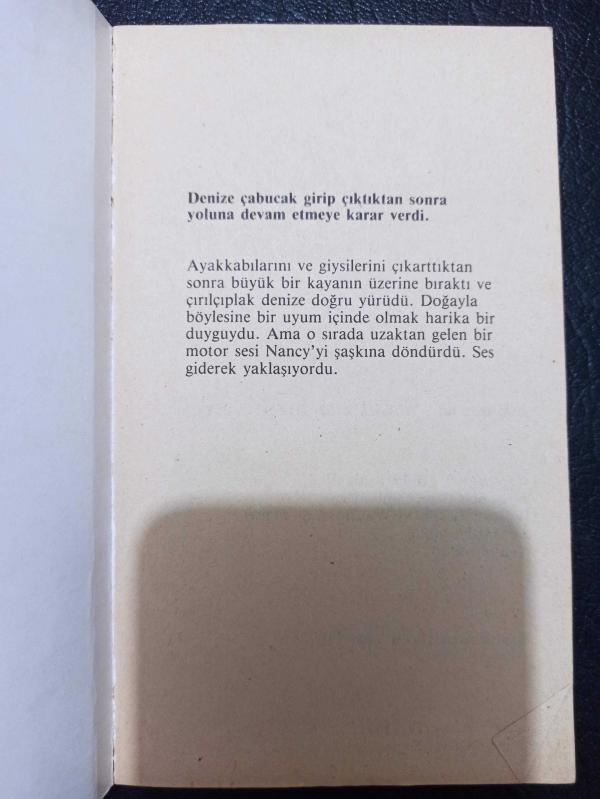 Denize çabucak girip çıktıktan sonra
yoluna devam etmeye karar verdi.
Ayakkabılarını ve giysilerini çıkarttıktan
sonra büyük bir kayanın üzerine bıraktı ve
çırılçıplak denize doğru yürüdü. Doğayla
böylesine bir uyum içinde olmak harika bir
duyguydu. Ama o sırada uzaktan gelen bir
motor sesi Nancy'yi şaşkına döndürdü. Ses
giderek yaklaşıyordu.